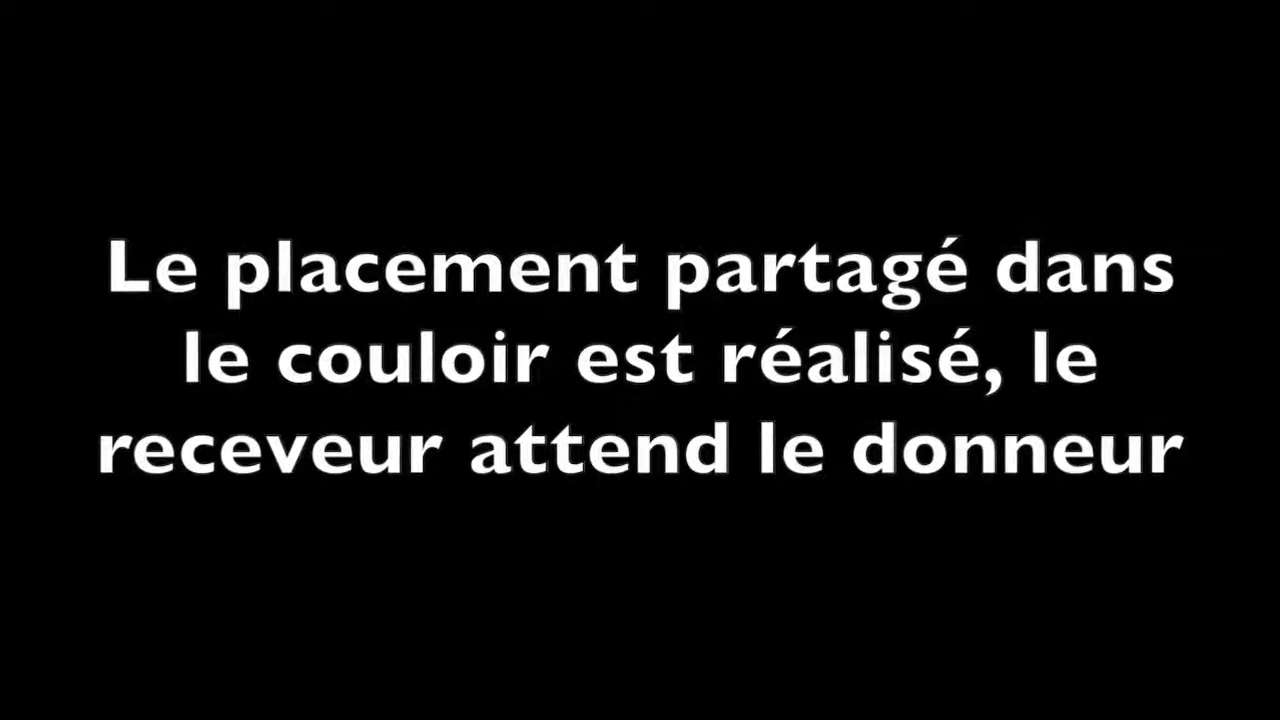 Le placement partagé dans
le couloir est réalisé, le
receveur attend le donneur